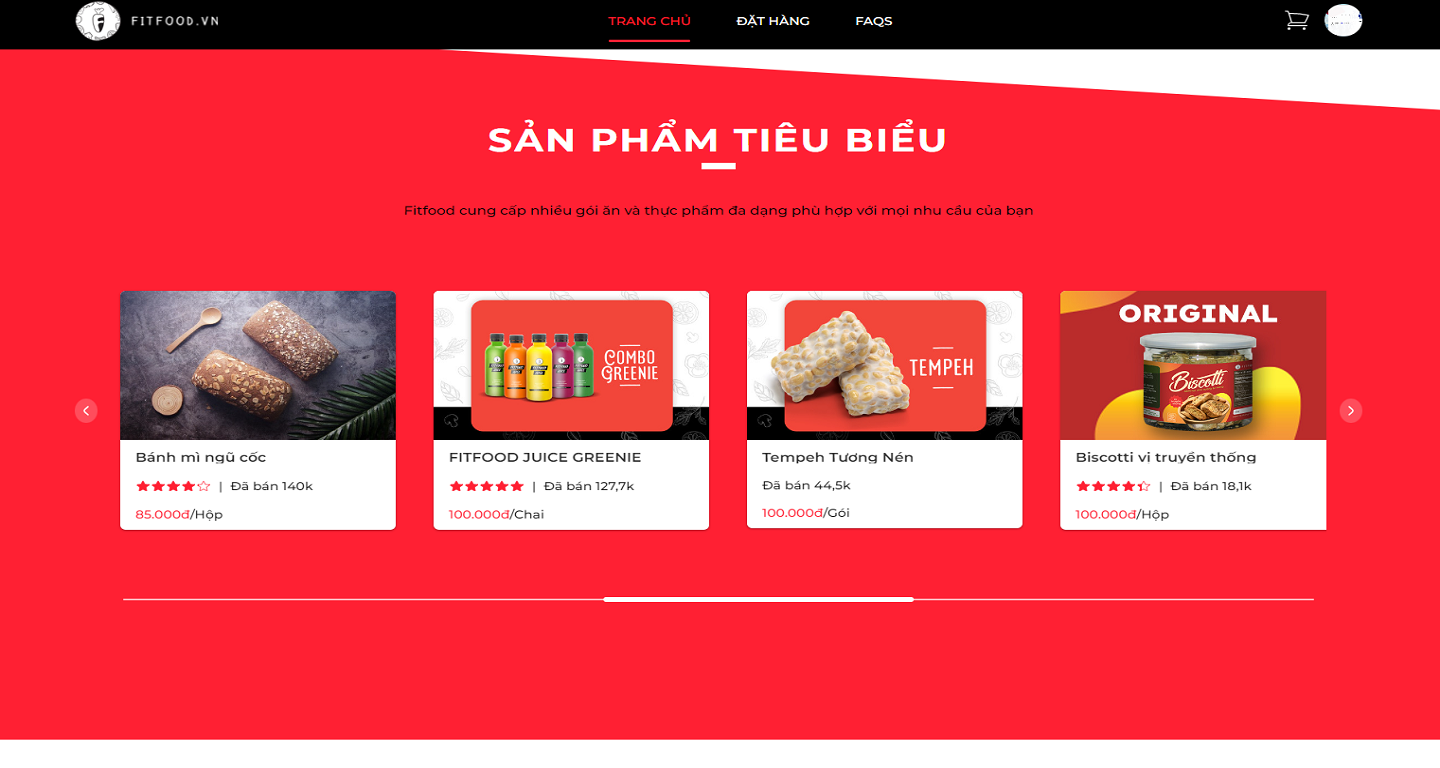 FITFOOD.VN
TRANG CHỦ
ĐẶT HÀNG
FAQS
SẢN PHẨM TIÊU BIỂU
Fitfood cung cấp nhiều gói ăn và thực phẩm đa dạng phù hợp với mọi nhu cầu của bạn
COMBO
GREENIE
TEMPEH
ORIGINAL
Biscotti
Bánh mì ngũ cốc
Đã bán 140k
85.000đ/Hộp
FITFOOD JUICE GREENIE
| Đã bán 127,7k
100.000đ/Chai
Tempeh Tương Nén
Đã bán 44,5k
100.000đ/Gói
Biscotti vị truyền thống
| Đã bán 18,1k
100.000đ/Hộp